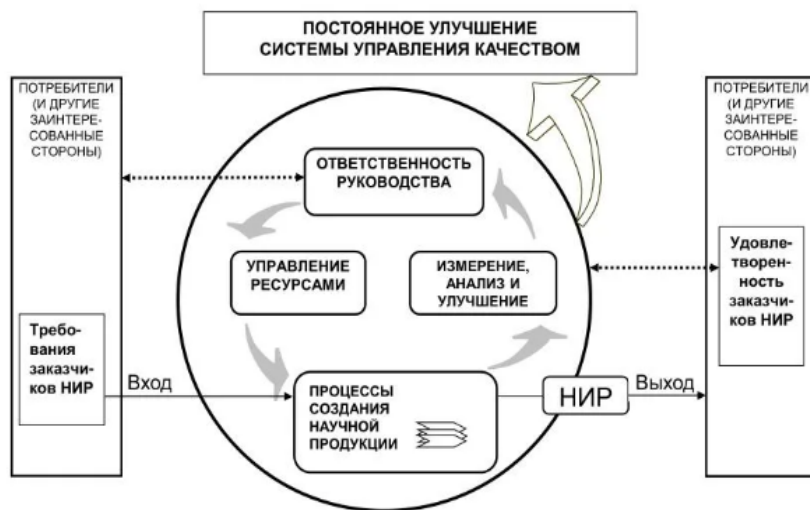 ПОСТОЯННОЕ УЛУЧШЕНИЕ
СИСТЕМЫ УПРАВЛЕНИЯ КАЧЕСТВОМ
ПОТРЕБИТЕЛИ
(И ДРУГИЕ
ЗАИНТЕРЕ-
СОВАННЫЕ
СТОРОНЫ)
ПОТРЕБИТЕЛИ
(И ДРУГИЕ
ЗАИНТЕРЕ-
СОВАННЫЕ
СТОРОНЫ)
ОТВЕТСТВЕННОСТЬ
РУКОВОДСТВА
УПРАВЛЕНИЕ
РЕСУРСАМИ
ИЗМЕРЕНИЕ,
АНАЛИЗ И
УЛУЧШЕНИЕ
Удовле-
творен-
ность
заказчи-
ков НИР
Требо-
вания
заказчи-
ков НИР
Вход
ПРОЦЕССЫ
СОЗДАНИЯ
НАУЧНОЙ
ПРОДУКЦИИ
НИР
Выход